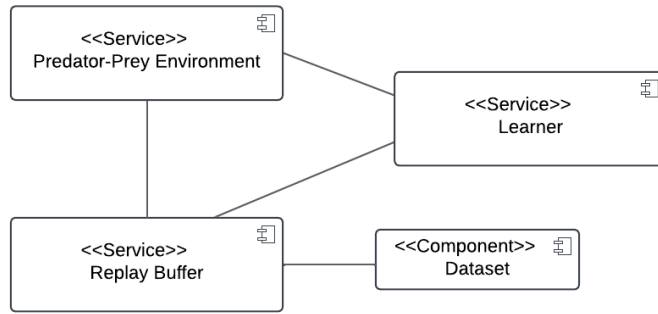 <<Service>>
Predator-Prey Environment
<<Service>>
Learner
<<Service>>
Replay Buffer
<<Component>>
Dataset